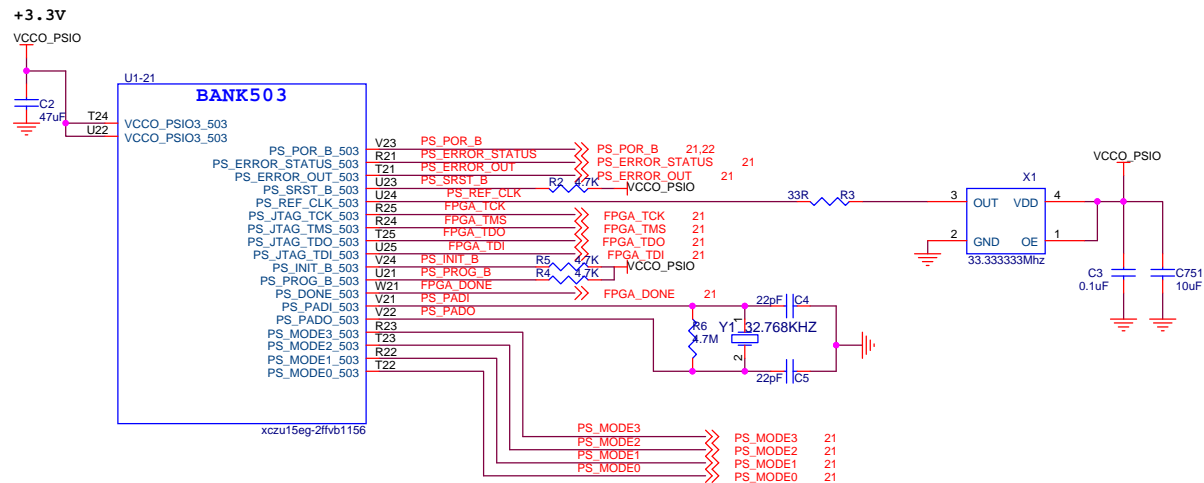 +3.3V
VCCO_PSIO
C2
47uF
U1-21
BANK503
T24 VCCO_PSIO3_503
U22 VCCO_PSIO3_503
PS_POR_B_503 V23 PS_POR_B PS_POR_B 21,22
PS_ERROR_STATUS_503 R21 PS_ERROR_STATUS PS_ERROR_STATUS 21
PS_ERROR_OUT_503 T21 PS_ERROR_OUT PS_ERROR_OUT 21
PS_SRST_B_503 U23 PS_SRST_B R2 4.7K VCCO_PSIO
PS_REF_CLK_503 U24 PS_REF_CLK 33R R3
PS_JTAG_TCK_503 R25 FPGA_TCK FPGA_TCK 21
PS_JTAG_TMS_503 R24 FPGA_TMS FPGA_TMS 21
PS_JTAG_TDO_503 T25 FPGA_TDO FPGA_TDO 21
PS_JTAG_TDI_503 U25 FPGA_TDI FPGA_TDI 21
PS_INIT_B_503 V24 PS_INIT_B R5 4.7K VCCO_PSIO
PS_PROG_B_503 U21 PS_PROG_B R4 4.7K
PS_DONE_503 W21 FPGA_DONE FPGA_DONE 21
PS_PADI_503 V21 PS_PADI
PS_PADO_503 V22 PS_PADO
PS_MODE3_503 R23
PS_MODE2_503 T23
PS_MODE1_503 R22
PS_MODE0_503 T22
xczu15eg-2ffvb1156
22pF C4
R6
4.7M
Y1 32.768KHZ
1
2
22pF C5
PS_MODE3 PS_MODE3 21
PS_MODE2 PS_MODE2 21
PS_MODE1 PS_MODE1 21
PS_MODE0 PS_MODE0 21
VCCO_PSIO
X1
3 OUT VDD 4
2 GND OE 1
33.333333Mhz
C3
0.1uF
C751
10uF